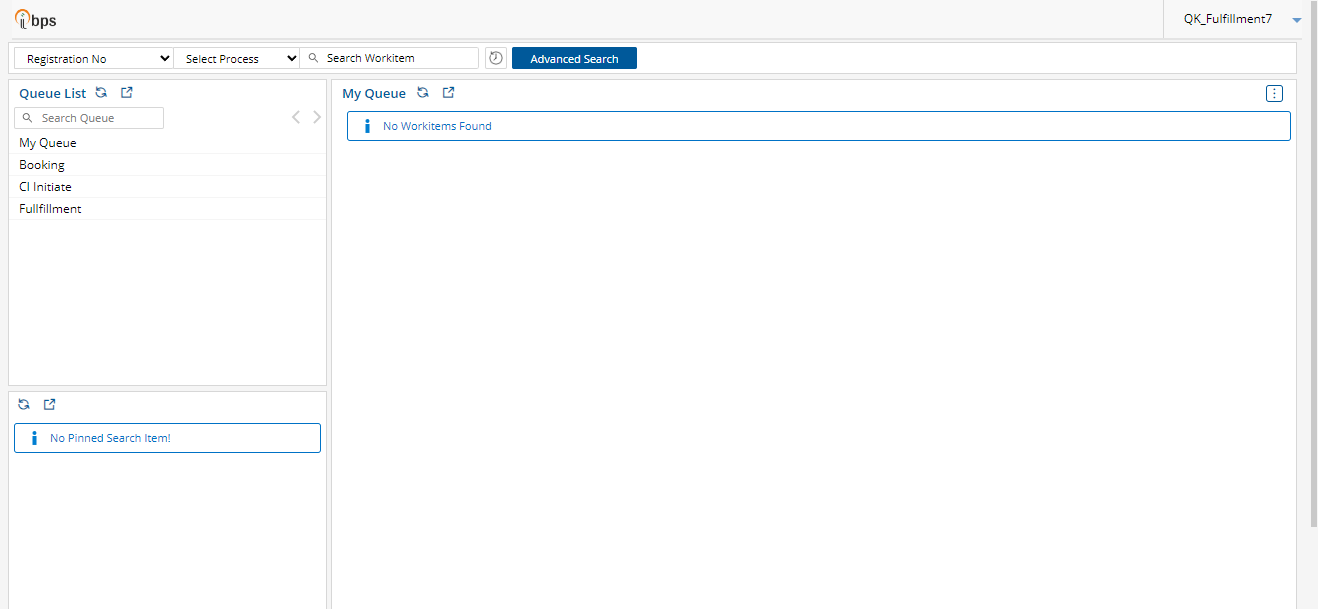 ibps
QK_Fulfillment7
Registration No
Select Process
Search Workitem
Advanced Search
Queue List
Search Queue
My Queue
Booking
CI Initiate
Fullfillment
No Pinned Search Item!
My Queue
No Workitems Found